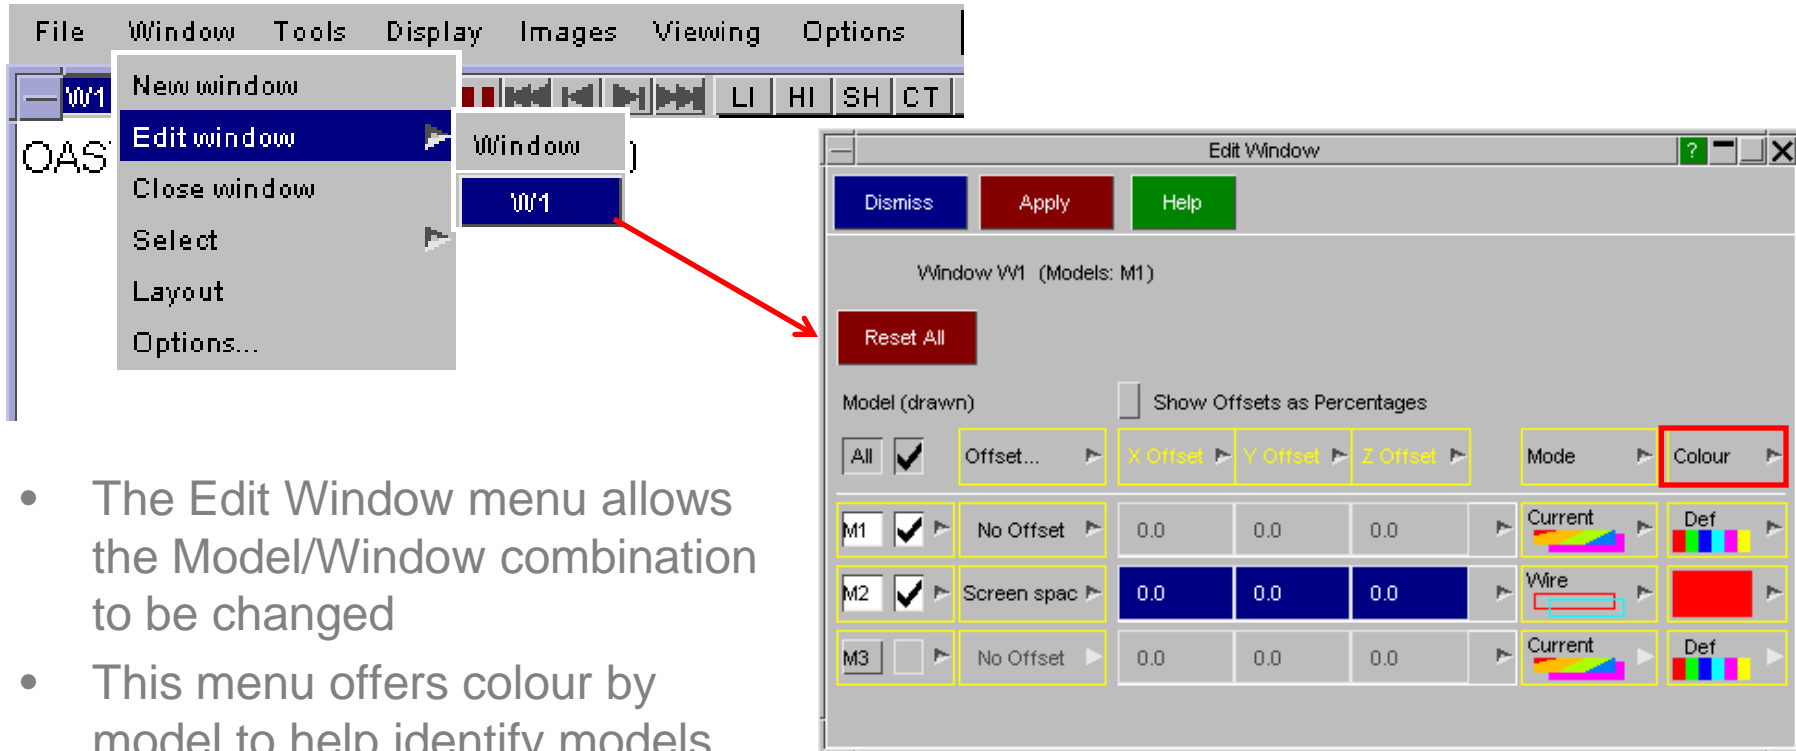 File Window Tools Display Images Viewing Options
W1 LI HI SH CT
New window
Edit window
Close window
Select
Layout
Options...
Window
W1
OAS )
Edit Window ?
Dismiss Apply Help
Window W1 (Models: M1)
Reset All
Model (drawn) Show Offsets as Percentages
All Offset... X Offset Y Offset Z Offset Mode Colour
M1 No Offset 0.0 0.0 0.0 Current Def
M2 Screen spac 0.0 0.0 0.0 Wire
M3 No Offset 0.0 0.0 0.0 Current Def
• The Edit Window menu allows
the Model/Window combination
to be changed
• This menu offers colour by
model to help identify models